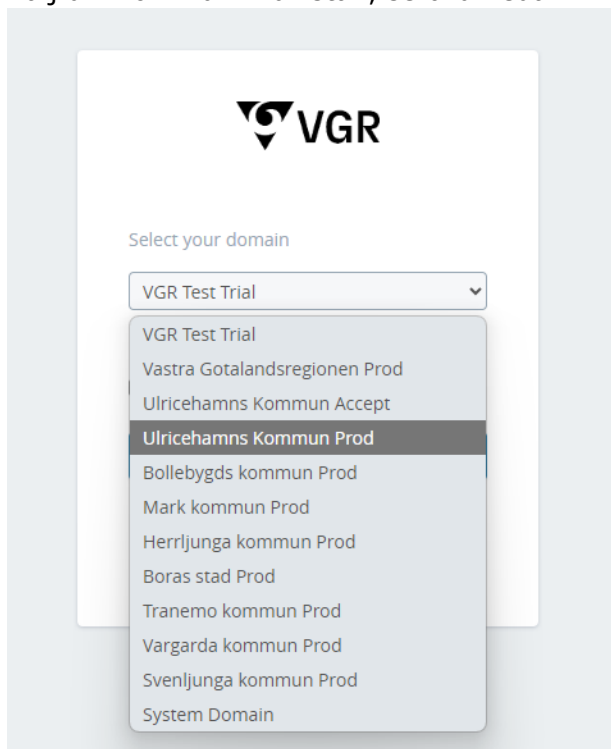 VGR
Select your domain
VGR Test Trial
VGR Test Trial
Vastra Gotalandsregionen Prod
Ulricehamns Kommun Accept
Ulricehamns Kommun Prod
Bollebygds kommun Prod
Mark kommun Prod
Herrljunga kommun Prod
Boras stad Prod
Tranemo kommun Prod
Vargarda kommun Prod
Svenljunga kommun Prod
System Domain